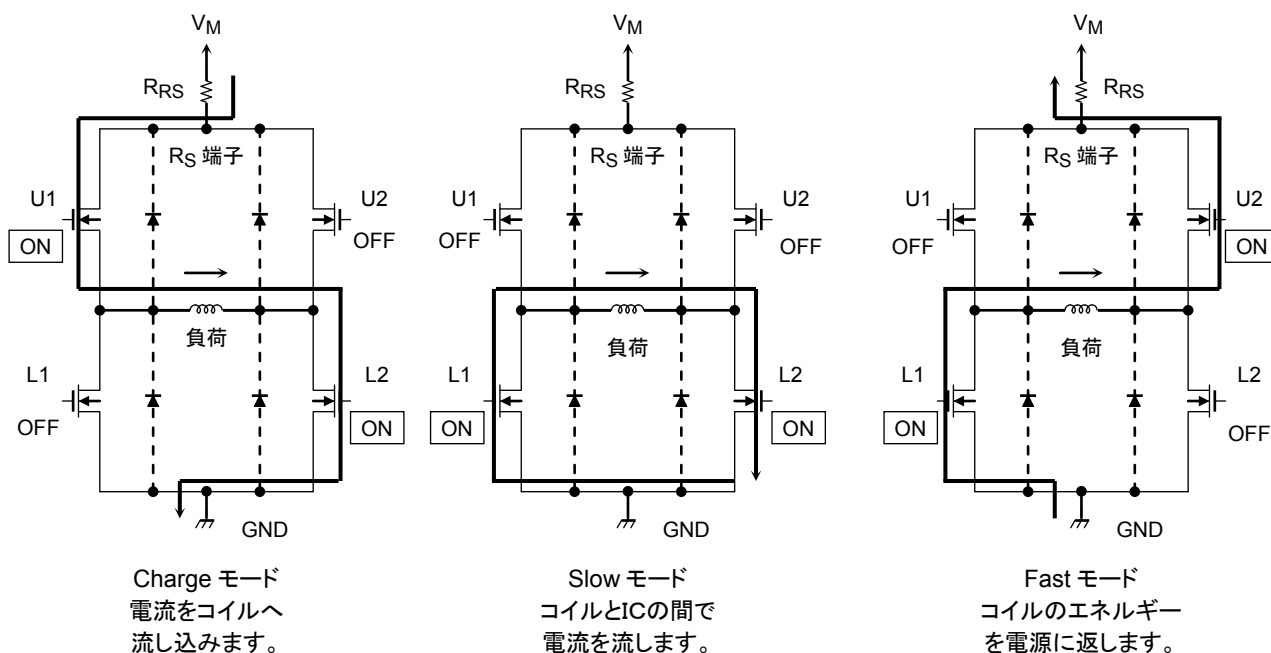 VM
RRS
RS 端子
U1
ON
U2
OFF
負荷
L1
OFF
L2
ON
GND
Charge モード
電流をコイルへ
流し込みます。
VM
RRS
U1
OFF
U2
OFF
負荷
L1
ON
L2
ON
GND
Slow モード
コイルとICの間で
電流を流します。
VM
RRS
RS 端子
U1
OFF
U2
ON
負荷
L1
ON
L2
OFF
GND
Fast モード
コイルのエネルギー
を電源に返します。